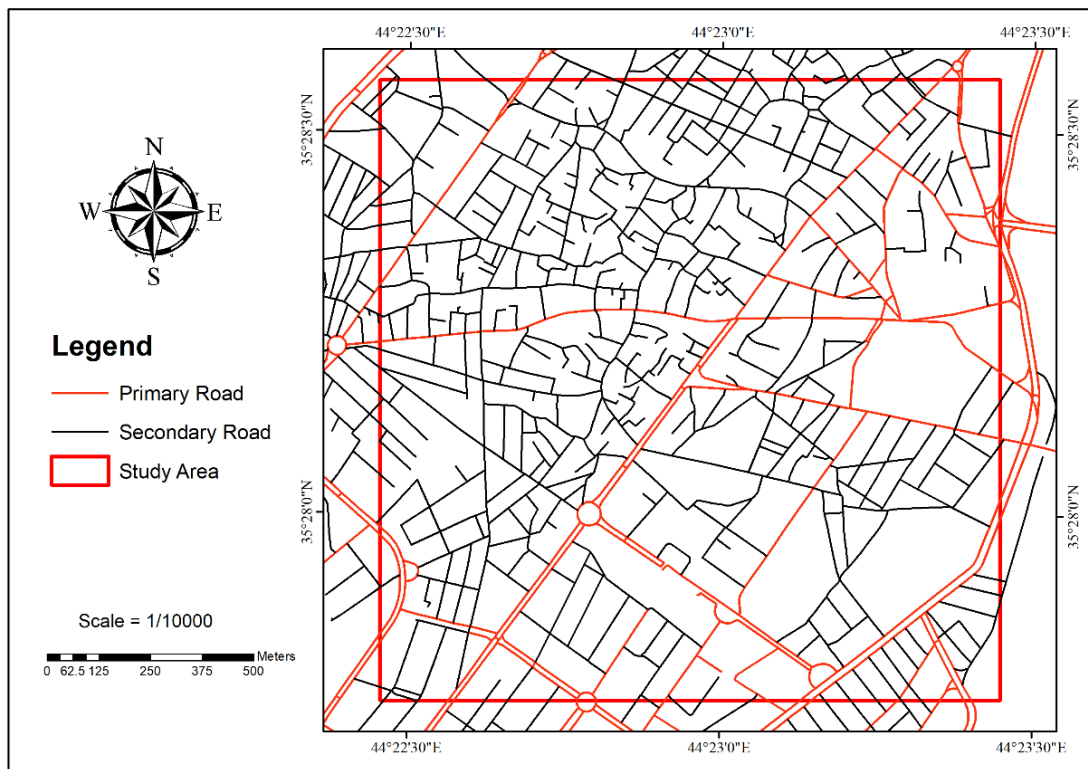 44°22'30"E 44°23'0"E 44°23'30"E
35°28'30"N 35°28'30"N
N
W E
S
Legend
Primary Road
Secondary Road
Study Area
35°28'0"N 35°28'0"N
Scale = 1/10000
Meters
0 62.5 125 250 375 500
44°22'30"E 44°23'0"E 44°23'30"E